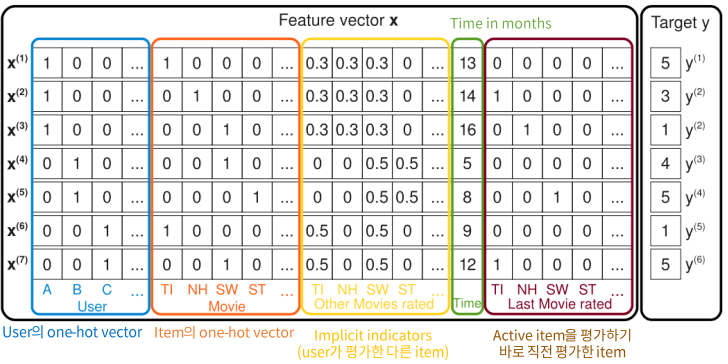 Feature vector x Time in months Target y
x(1) 1 0 0 ... 1 0 0 0 ... 0.3 0.3 0.3 0 ... 13 0 0 0 0 ... 5 y(1)
x(2) 1 0 0 ... 0 1 0 0 ... 0.3 0.3 0.3 0 ... 14 1 0 0 0 ... 3 y(2)
x(3) 1 0 0 ... 0 0 1 0 ... 0.3 0.3 0.3 0 ... 16 0 1 0 0 ... 1 y(2)
x(4) 0 1 0 ... 0 0 1 0 ... 0 0 0.5 0.5 ... 5 0 0 0 0 ... 4 y(3)
x(5) 0 1 0 ... 0 0 0 1 ... 0 0 0.5 0.5 ... 8 0 0 1 0 ... 5 y(4)
x(6) 0 0 1 ... 1 0 0 0 ... 0.5 0 0.5 0 ... 9 0 0 0 0 ... 1 y(5)
x(7) 0 0 1 ... 0 0 1 0 ... 0.5 0 0.5 0 ... 12 1 0 0 0 ... 5 y(6)
A B C ... TI NH SW ST ... TI NH SW ST ... TI NH SW ST ...
User Movie Other Movies rated Time Last Movie rated
User의 one-hot vector Item의 one-hot vector Implicit indicators Active item을 평가하기
(user가 평가한 다른 item) 바로 직전 평가한 item